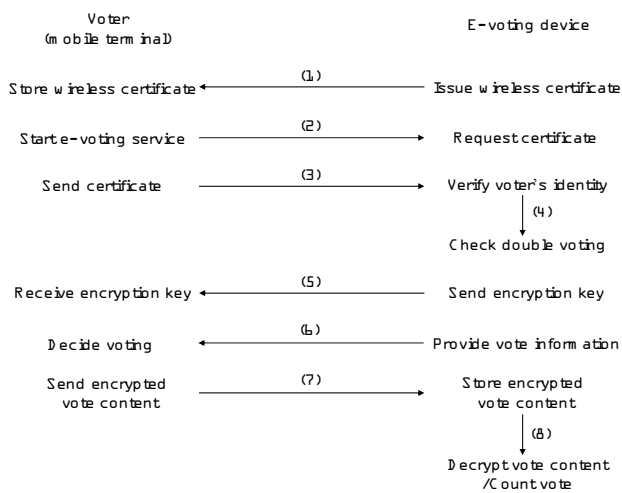 Voter
(mobile terminal)
E-voting device
(1)
Store wireless certificate
Issue wireless certificate
(2)
Start e-voting service
Request certificate
(3)
Send certificate
Verify voter's identity
(4)
Check double voting
(5)
Receive encryption key
Send encryption key
(6)
Decide voting
Provide vote information
Send encrypted
vote content
(7)
Store encrypted
vote content
(8)
Decrypt vote content
/Count vote